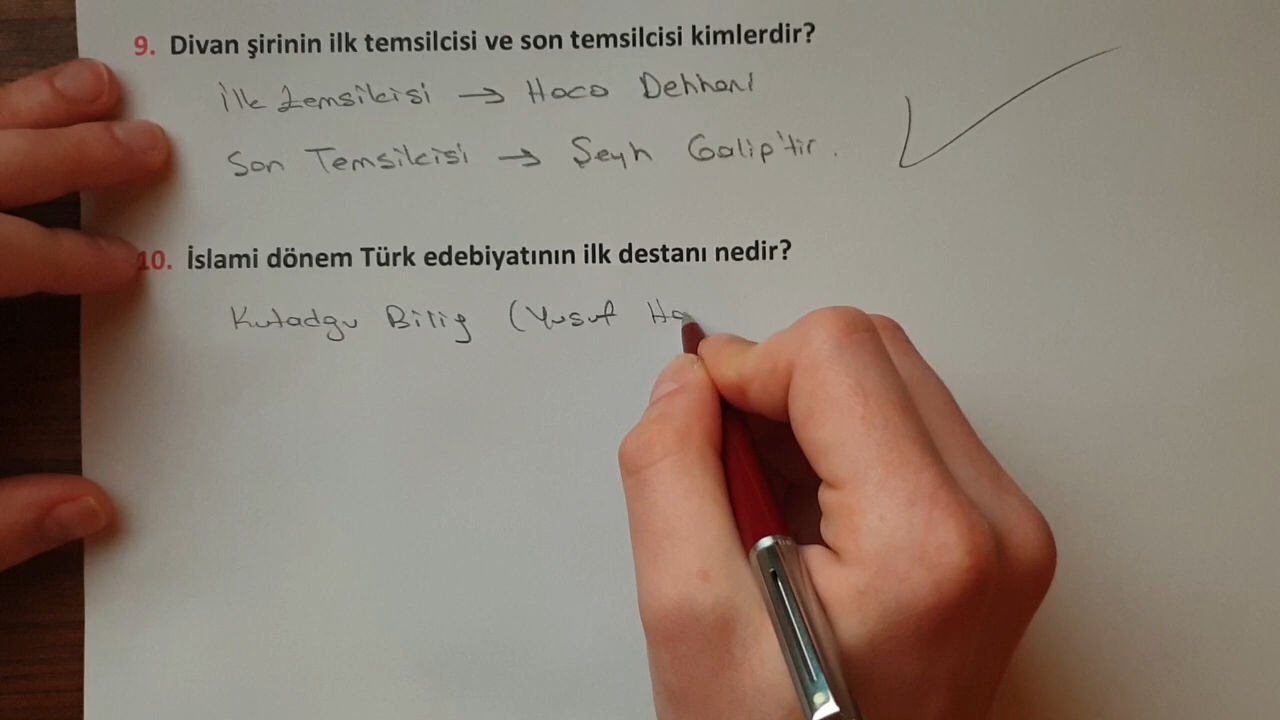 9. Divan şirinin ilk temsilcisi ve son temsilcisi kimlerdir?
İlk temsilcisi → Hoca Dehhani
Son Temsilcisi → Şeyh Galip'tir.
10. İslami dönem Türk edebiyatının ilk destanı nedir?
Kutadgu Bilig (Yusuf Ha